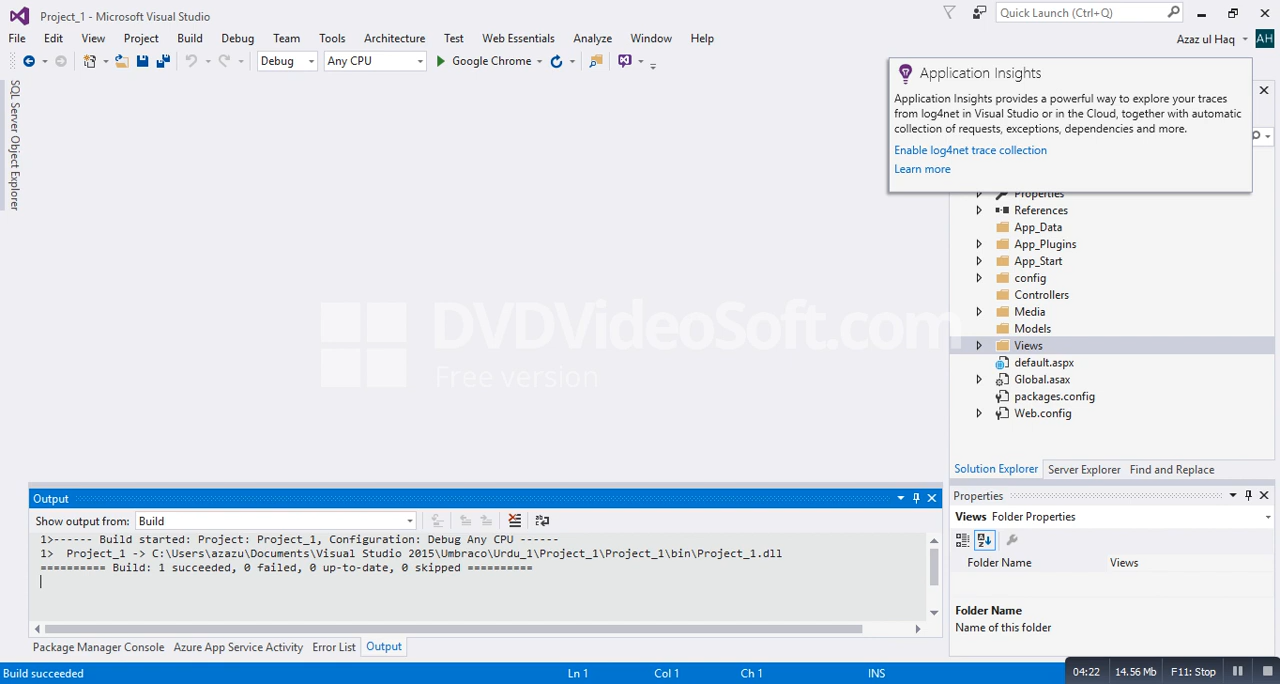 Project_1 - Microsoft Visual Studio
Quick Launch (Ctrl+Q)
File Edit View Project Build Debug Team Tools Architecture Test Web Essentials Analyze Window Help
Azaz ul Haq AH
Debug Any CPU Google Chrome
SQL Server Object Explorer
Application Insights
Application Insights provides a powerful way to explore your traces
from log4net in Visual Studio or in the Cloud, together with automatic
collection of requests, exceptions, dependencies and more.
Enable log4net trace collection
Learn more
Properties
References
App_Data
App_Plugins
App_Start
config
Controllers
Media
Models
Views
default.aspx
Global.asax
packages.config
Web.config
DVDVideoSoft.com
Free version
Solution Explorer Server Explorer Find and Replace
Output
Show output from: Build
1>------ Build started: Project: Project_1, Configuration: Debug Any CPU ------
1>  Project_1 -> C:\Users\azazu\Documents\Visual Studio 2015\Umbraco\Urdu_1\Project_1\Project_1\bin\Project_1.dll
========== Build: 1 succeeded, 0 failed, 0 up-to-date, 0 skipped ==========
Properties
Views Folder Properties
Folder Name Views
Folder Name
Name of this folder
Package Manager Console Azure App Service Activity Error List Output
Build succeeded Ln 1 Col 1 Ch 1 INS
04:22 14.56 Mb F11: Stop